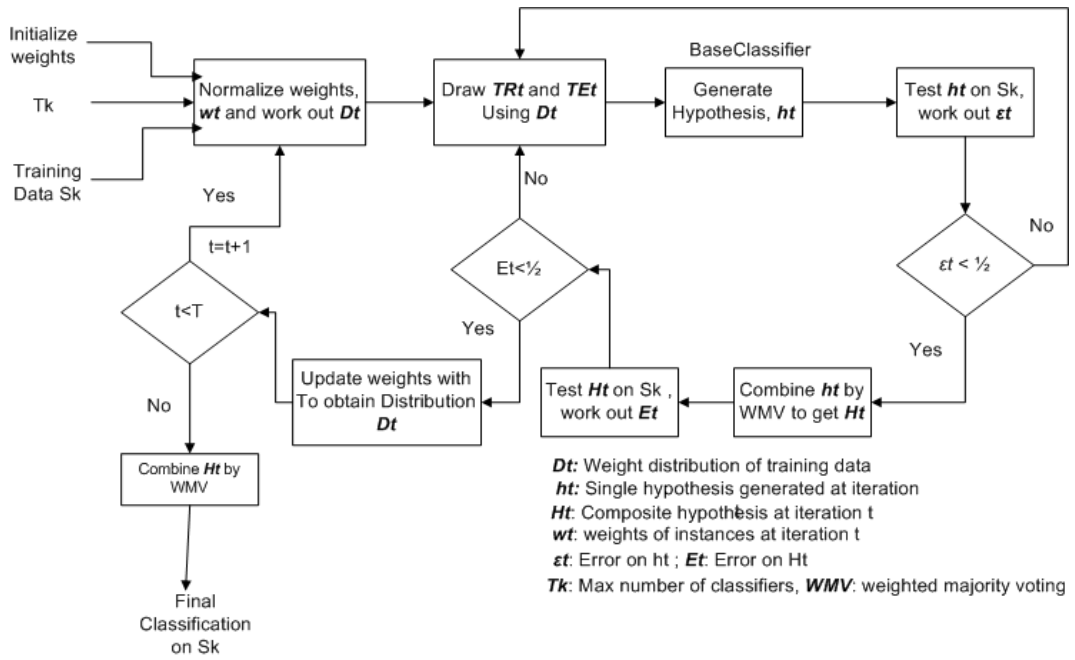 Initialize
weights
Tk
Training
Data Sk
Normalize weights,
wt and work out Dt
Draw TRt and TEt
Using Dt
BaseClassifier
Generate
Hypothesis, ht
Test ht on Sk,
work out εt
Yes
No
No
t=t+1
Et<½
εt < ½
t<T
Yes
Yes
No
Update weights with
To obtain Distribution
Dt
Test Ht on Sk ,
work out Et
Combine ht by
WMV to get Ht
Combine Ht by
WMV
Final
Classification
on Sk
Dt: Weight distribution of training data
ht: Single hypothesis generated at iteration
Ht: Composite hypothesis at iteration t
wt: weights of instances at iteration t
εt: Error on ht ; Et: Error on Ht
Tk: Max number of classifiers, WMV: weighted majority voting